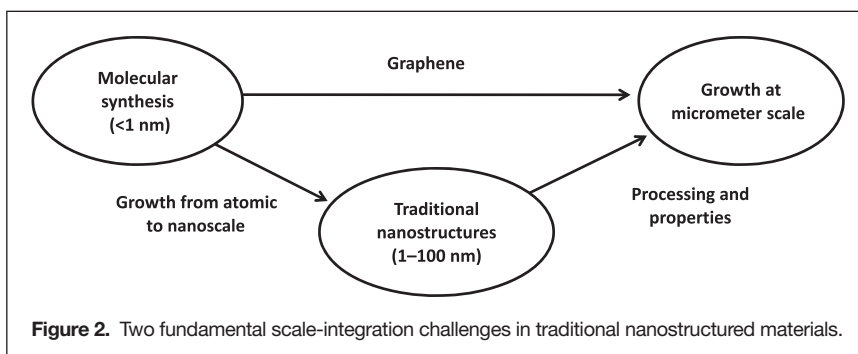 Graphene
Molecular
synthesis
(<1 nm)
Growth at
micrometer scale
Growth from atomic
to nanoscale
Traditional
nanostructures
(1–100 nm)
Processing and
properties
Figure 2. Two fundamental scale-integration challenges in traditional nanostructured materials.